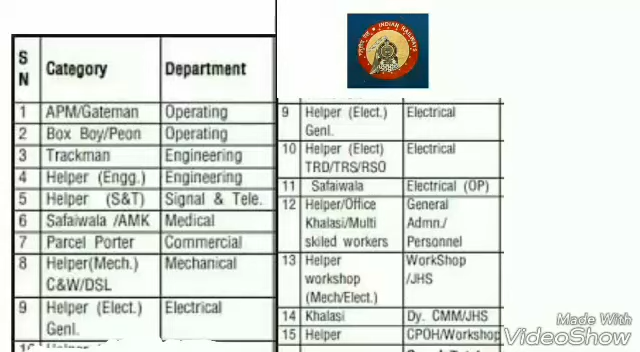 S
N
Category
Department
1 APM/Gateman Operating
2 Box Boy/Peon Operating
3 Trackman Engineering
4 Helper (Engg.) Engineering
5 Helper (S&T) Signal & Tele.
6 Safaiwala /AMK Medical
7 Parcel Porter Commercial
8 Helper(Mech.) Mechanical
C&W/DSL
9 Helper (Elect.) Electrical
Genl.
INDIAN RAILWAYS
9 Helper (Elect.) Electrical
Genl.
10 Helper (Elect) Electrical
TRD/TRS/RSO
11 Safaiwala Electrical (OP)
12 Helper/Office General
Khalasi/Multi Admn./
skiled workers Personnel
13 Helper WorkShop
workshop /JHS
(Mech/Elect.)
14 Khalasi Dy. CMM/JHS
15 Helper CPOH/Workshop
Made With
VideoShow